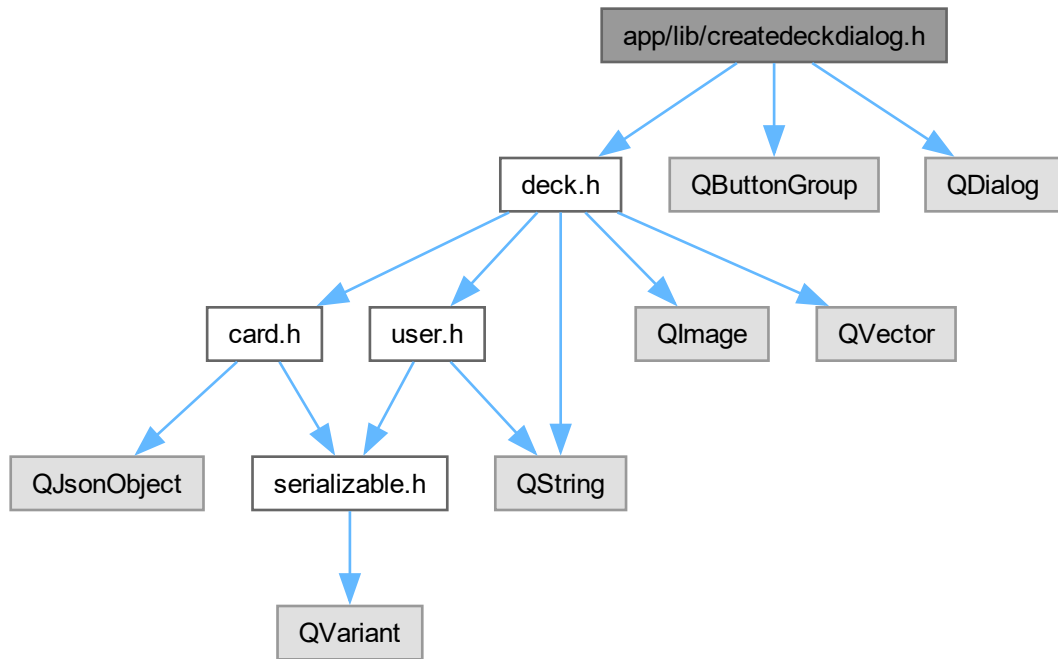 app/lib/createdeckdialog.h
deck.h
QButtonGroup
QDialog
card.h
user.h
QImage
QVector
QJsonObject
serializable.h
QString
QVariant